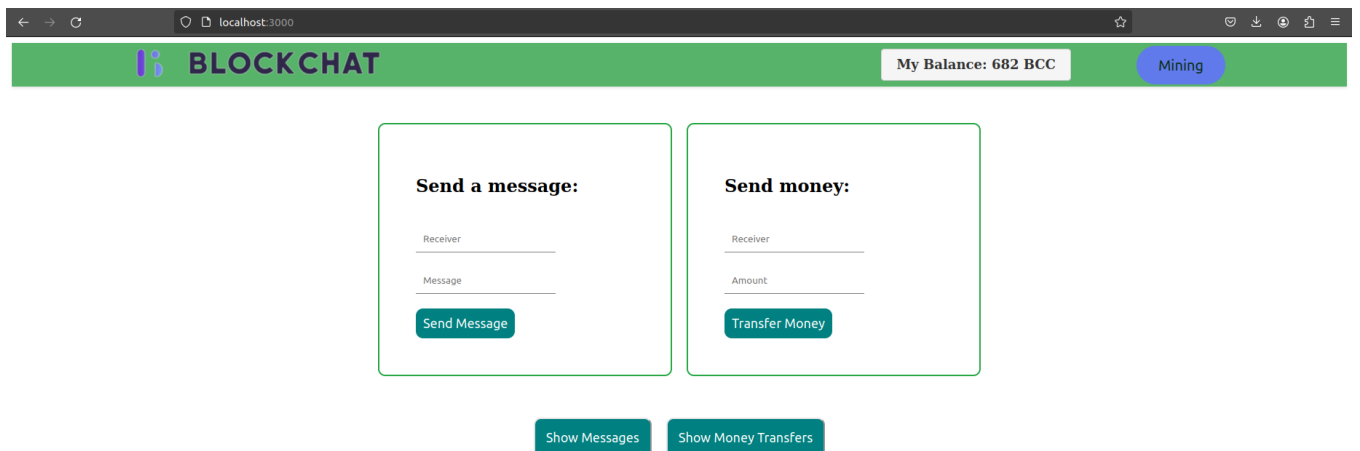 localhost:3000
BLOCKCHAT
My Balance: 682 BCC
Mining
Send a message:
Receiver
Message
Send Message
Send money:
Receiver
Amount
Transfer Money
Show Messages
Show Money Transfers